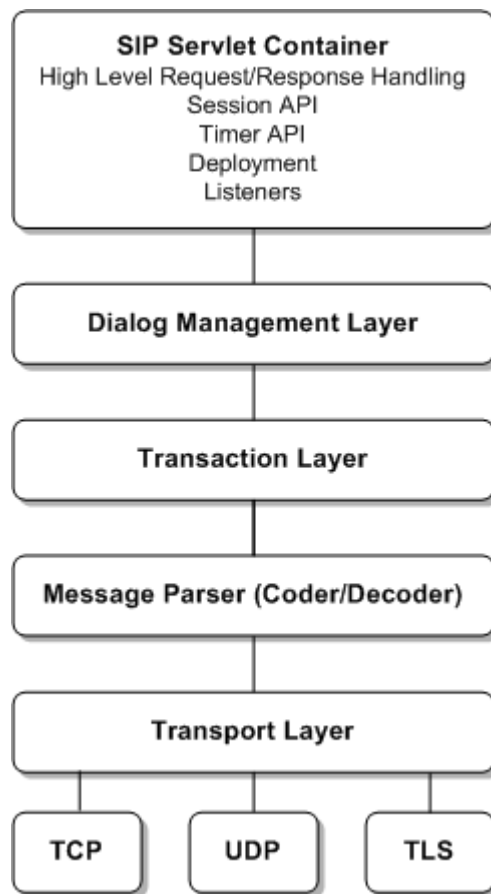 SIP Servlet Container
High Level Request/Response Handling
Session API
Timer API
Deployment
Listeners
Dialog Management Layer
Transaction Layer
Message Parser (Coder/Decoder)
Transport Layer
TCP
UDP
TLS